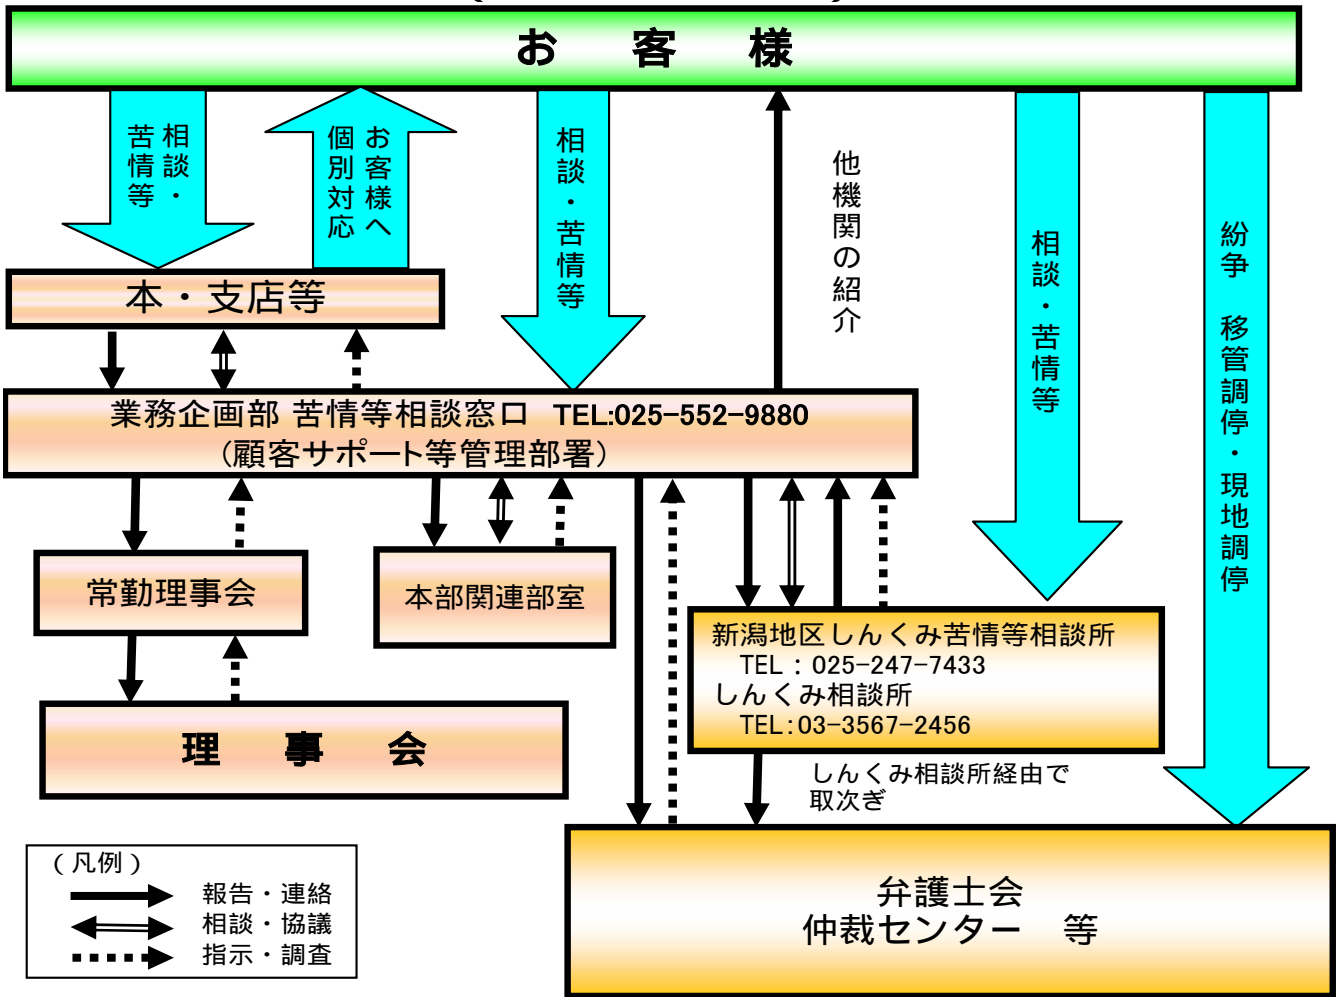 お 客 様
相談・
苦情等
お客様へ
個別対応
相談・苦情等
他機関の紹介
相談・苦情等
紛争 移管調停・現地調停
本・支店等
業務企画部 苦情等相談窓口 TEL:025-552-9880
(顧客サポート等管理部署)
常勤理事会
本部関連部室
新潟地区しんくみ苦情等相談所
TEL:025-247-7433
しんくみ相談所
TEL:03-3567-2456
理 事 会
しんくみ相談所経由で
取次ぎ
(凡例)
報告・連絡
相談・協議
指示・調査
弁護士会
仲裁センター 等